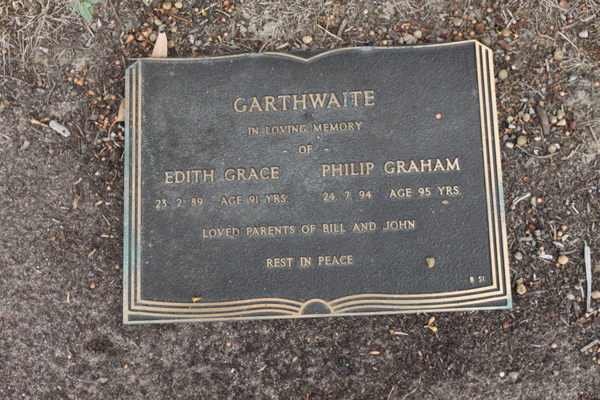 GARTHWAITE
IN LOVING MEMORY
- OF -
EDITH GRACE PHILIP GRAHAM
23 2 89 AGE 91 YRS. 24 7 94 AGE 95 YRS.
LOVED PARENTS OF BILL AND JOHN
REST IN PEACE
B 51